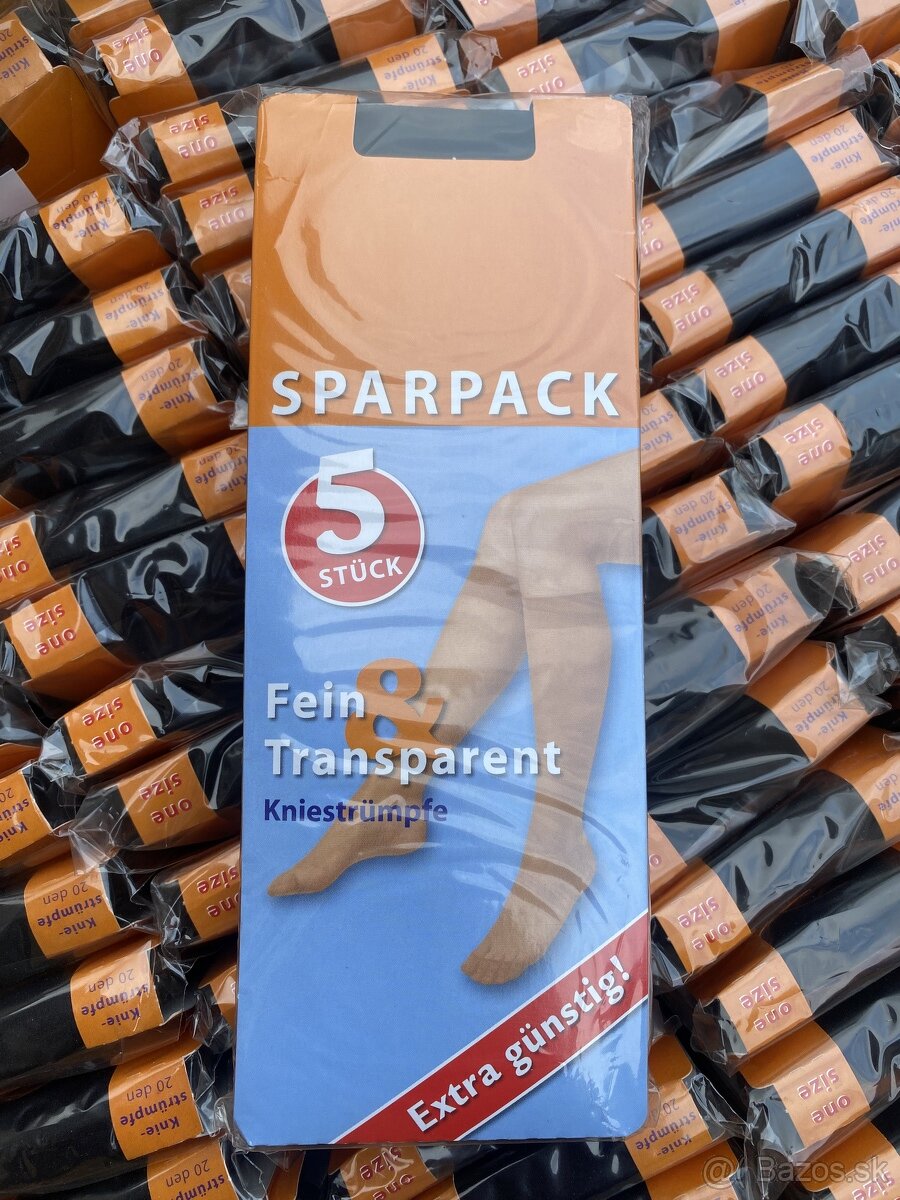 SPARPACK
5
STÜCK
Fein &
Transparent
Kniestrümpfe
Extra günstig!
one
size
Knie-
strümpfe
20 den
Bazos.sk